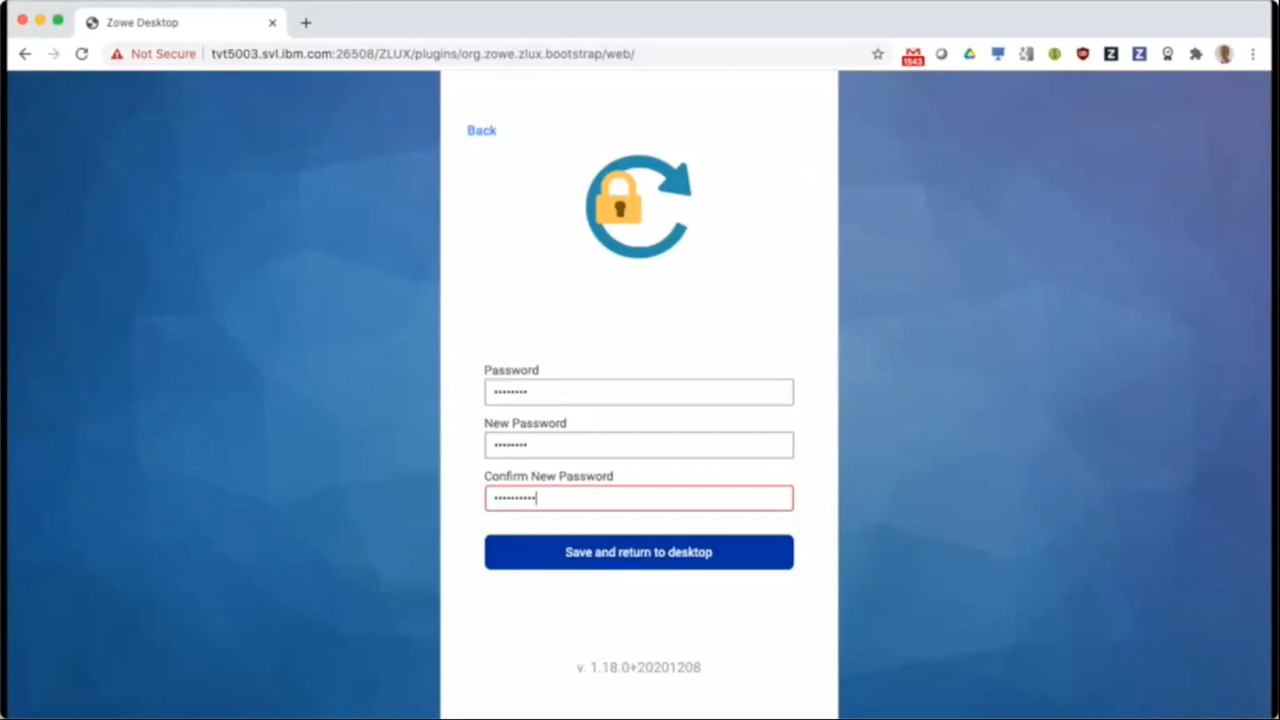 Zowe Desktop
Not Secure | tvt5003.svl.ibm.com:26508/ZLUX/plugins/org.zowe.zlux.bootstrap/web/
1543
Back
Password
••••••••
New Password
••••••••
Confirm New Password
••••••••••
Save and return to desktop
v. 1.18.0+20201208